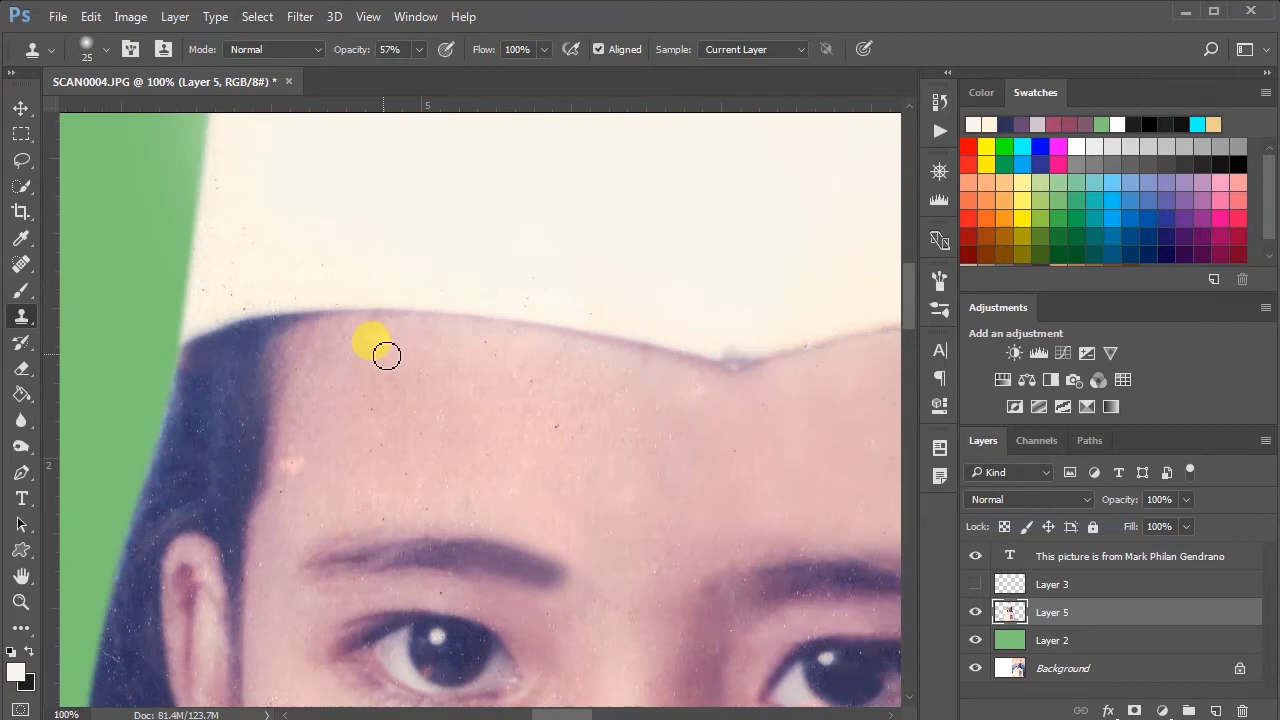 Ps File Edit Image Layer Type Select Filter 3D View Window Help
25 Mode: Normal Opacity: 57% Flow: 100% Aligned Sample: Current Layer
SCAN0004.JPG @ 100% (Layer 5, RGB/8#) * ×
5
2
Color Swatches
Adjustments
Add an adjustment
Layers Channels Paths
Kind
Normal Opacity: 100%
Lock: Fill: 100%
T This picture is from Mark Philan Gendrano
Layer 3
Layer 5
Layer 2
Background
fx
100% Doc: 81.4M/123.7M